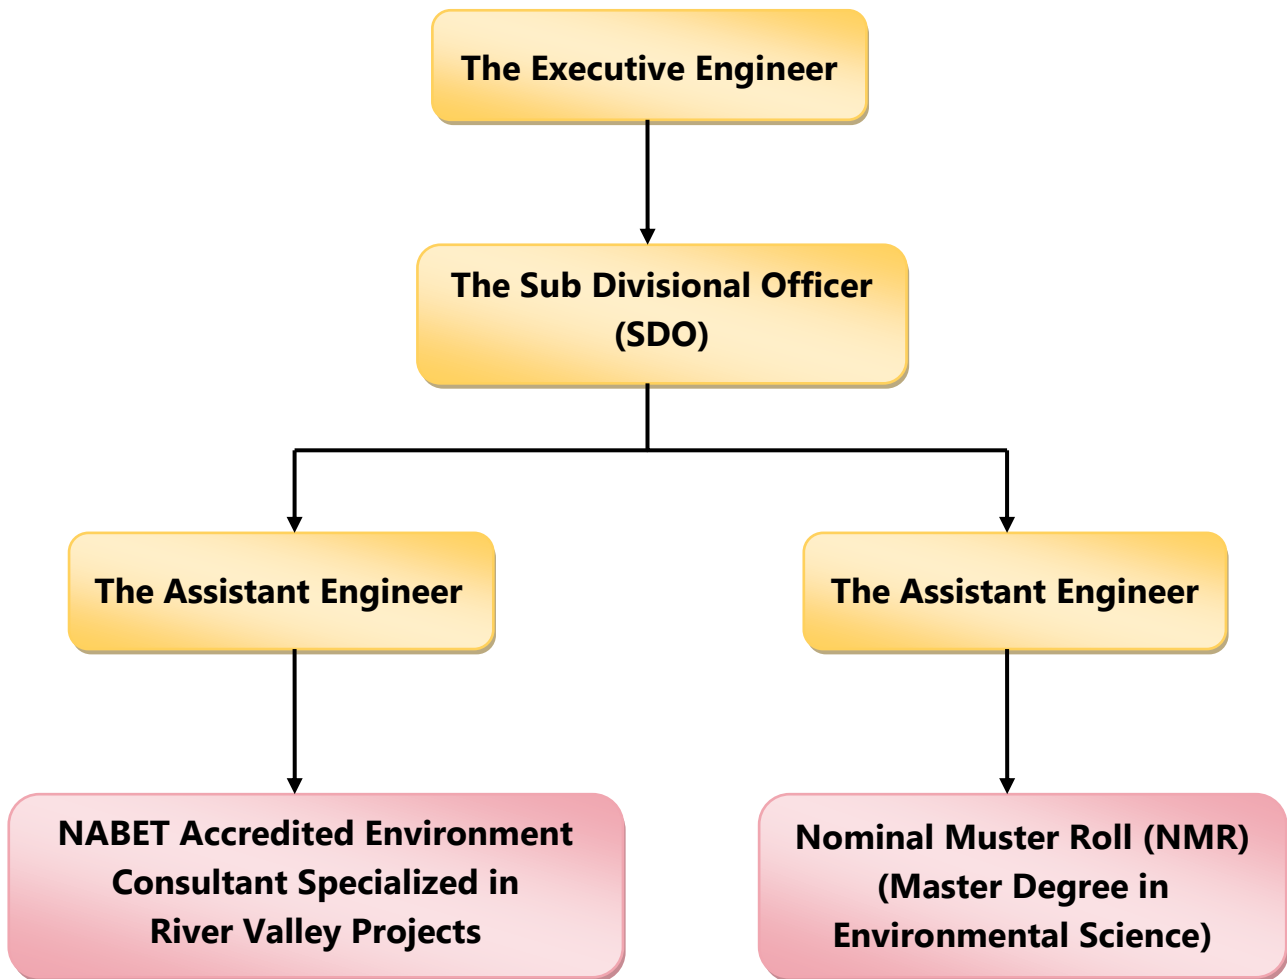 The Executive Engineer
The Sub Divisional Officer
(SDO)
The Assistant Engineer
The Assistant Engineer
NABET Accredited Environment
Consultant Specialized in
River Valley Projects
Nominal Muster Roll (NMR)
(Master Degree in
Environmental Science)